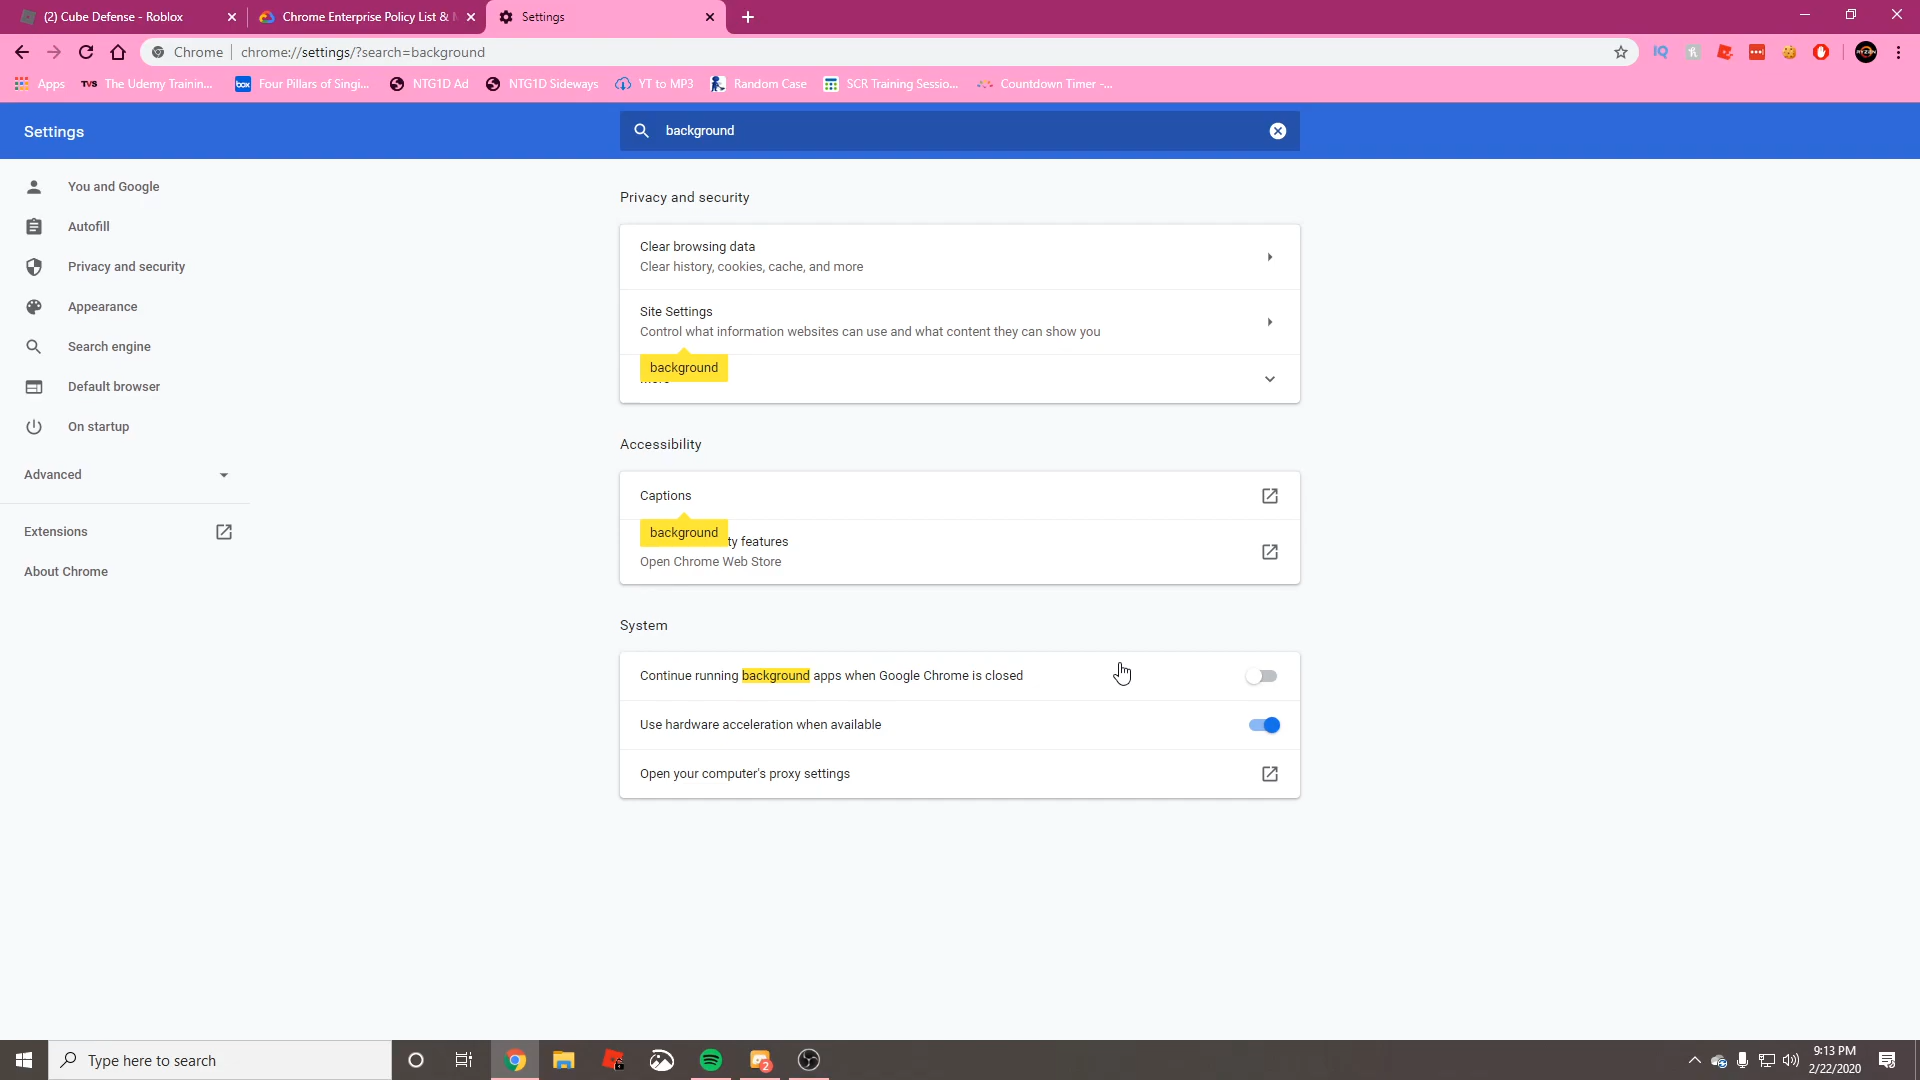 (2) Cube Defense - Roblox
Chrome Enterprise Policy List &
Settings
Chrome
chrome://settings/?search=background
Apps
TVS
The Udemy Trainin...
box
Four Pillars of Singi...
NTG1D Ad
NTG1D Sideways
YT to MP3
Random Case
SCR Training Sessio...
Countdown Timer -...
Settings
background
You and Google
Autofill
Privacy and security
Appearance
Search engine
Default browser
On startup
Advanced
Extensions
About Chrome
Privacy and security
Clear browsing data
Clear history, cookies, cache, and more
Site Settings
Control what information websites can use and what content they can show you
background
Accessibility
Captions
background
ty features
Open Chrome Web Store
System
Continue running background apps when Google Chrome is closed
Use hardware acceleration when available
Open your computer's proxy settings
Type here to search
2
9:13 PM
2/22/2020